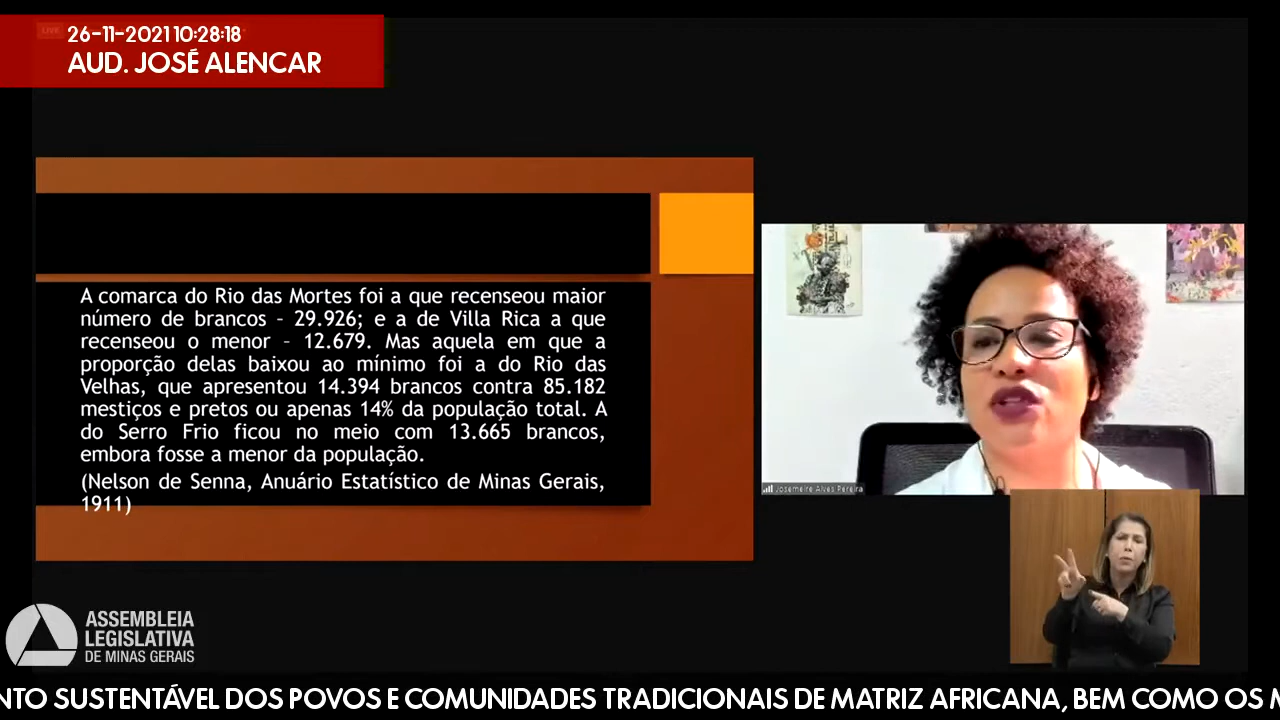 LIVE
26-11-2021 10:28:18
AUD. JOSÉ ALENCAR
A comarca do Rio das Mortes foi a que recenseou maior
número de brancos – 29.926; e a de Villa Rica a que
recenseou o menor – 12.679. Mas aquela em que a
proporção delas baixou ao mínimo foi a do Rio das
Velhas, que apresentou 14.394 brancos contra 85.182
mestiços e pretos ou apenas 14% da população total. A
do Serro Frio ficou no meio com 13.665 brancos,
embora fosse a menor da população.
(Nelson de Senna, Anuário Estatístico de Minas Gerais,
1911)
Josemeire Alves Pereira
ASSEMBLEIA
LEGISLATIVA
DE MINAS GERAIS
NTO SUSTENTÁVEL DOS POVOS E COMUNIDADES TRADICIONAIS DE MATRIZ AFRICANA, BEM COMO OS M